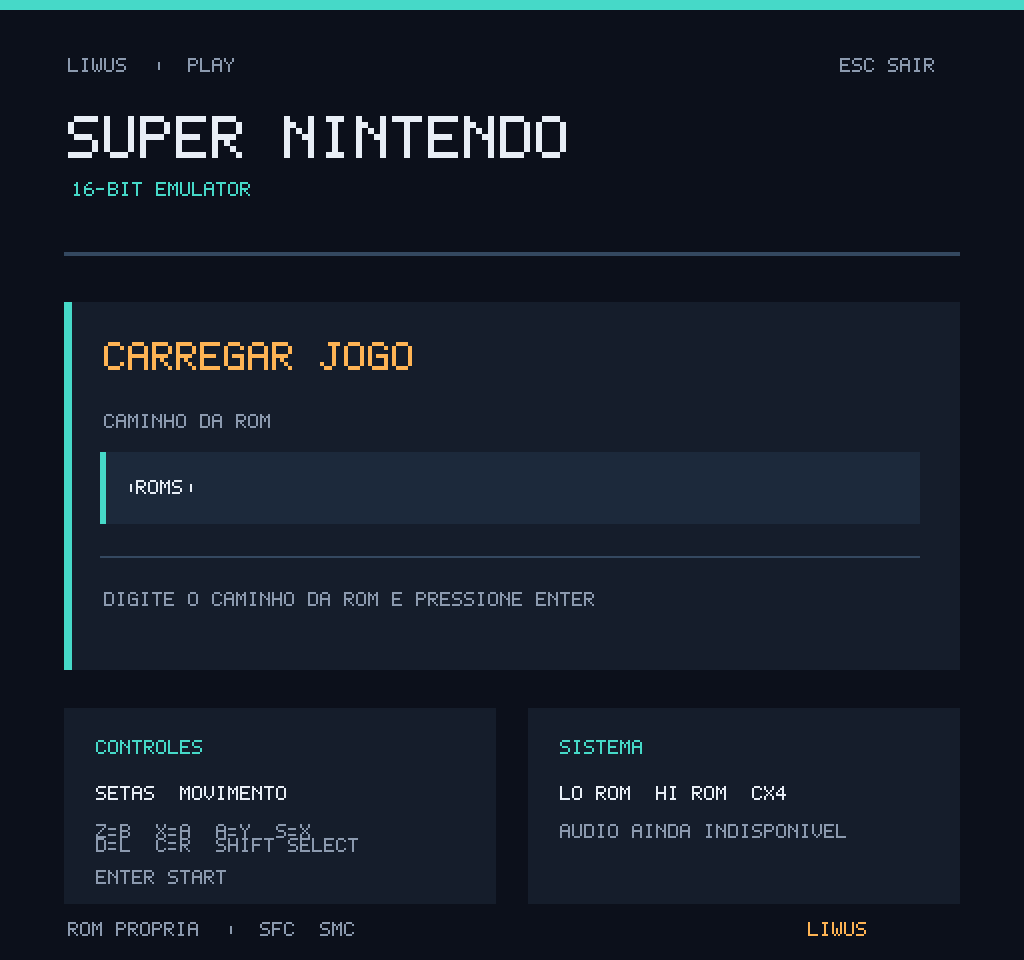 LIWUS ' PLAY ESC SAIR
SUPER NINTENDO
16-BIT EMULATOR
CARREGAR JOGO
CAMINHO DA ROM
'ROMS'
DIGITE O CAMINHO DA ROM E PRESSIONE ENTER
CONTROLES
SETAS MOVIMENTO
Z=B X=A A=Y S=X
D=L C=R SHIFT SELECT
ENTER START
SISTEMA
LO ROM HI ROM CX4
AUDIO AINDA INDISPONIVEL
ROM PROPRIA ' SFC SMC LIWUS